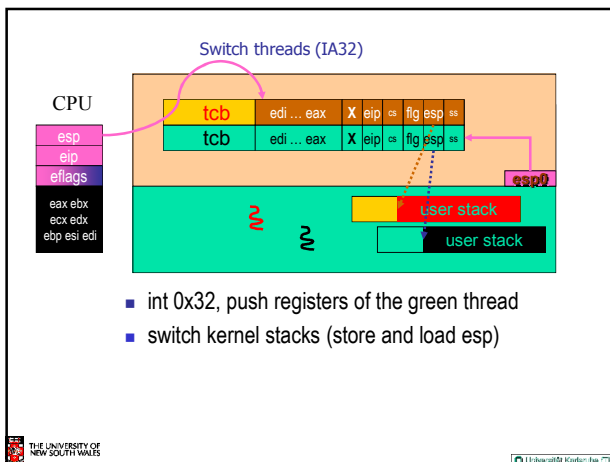 Switch threads (IA32)
CPU
esp
eip
eflags
eax ebx
ecx edx
ebp esi edi
tcb edi ... eax X eip cs flg esp ss
tcb edi ... eax X eip cs flg esp ss
esp0
user stack
user stack
int 0x32, push registers of the green thread
switch kernel stacks (store and load esp)
THE UNIVERSITY OF
NEW SOUTH WALES
Universität Karlsruhe